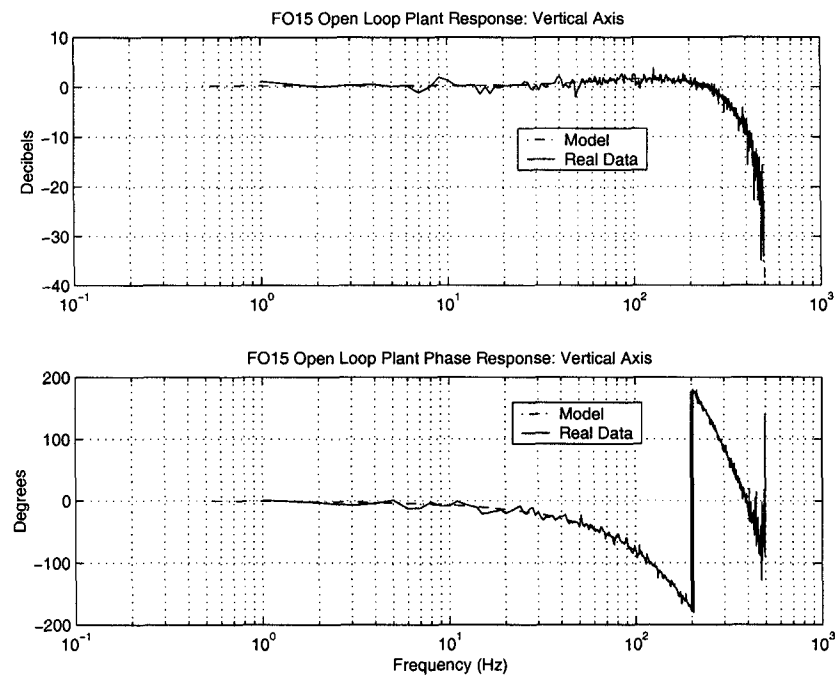 FO15 Open Loop Plant Response: Vertical Axis
10
0
-10
-20
-30
-40
Decibels
Model
Real Data
10^-1
10^0
10^1
10^2
10^3
FO15 Open Loop Plant Phase Response: Vertical Axis
200
100
0
-100
-200
Degrees
Model
Real Data
10^-1
10^0
10^1
10^2
10^3
Frequency (Hz)